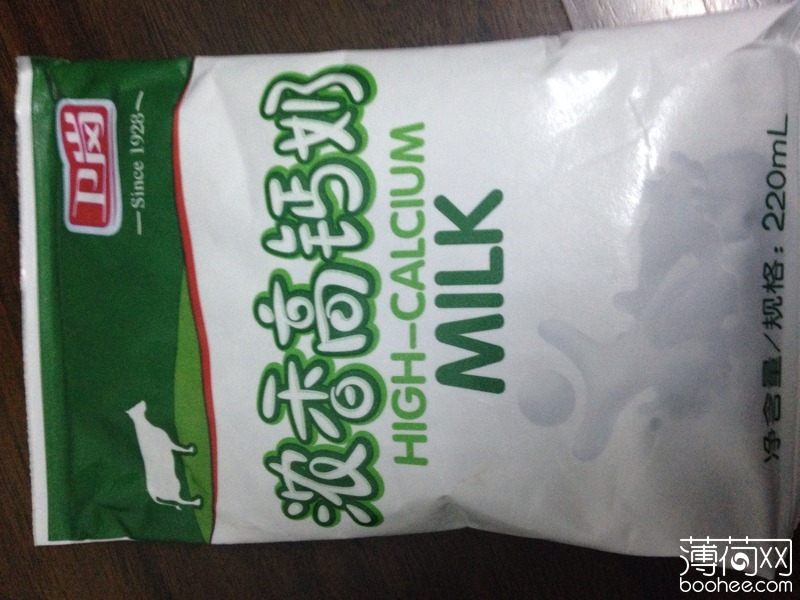 卫岗
—Since 1928—
浓香高钙奶
HIGH-CALCIUM
MILK
净含量/规格：220mL
薄荷网
boohee.com